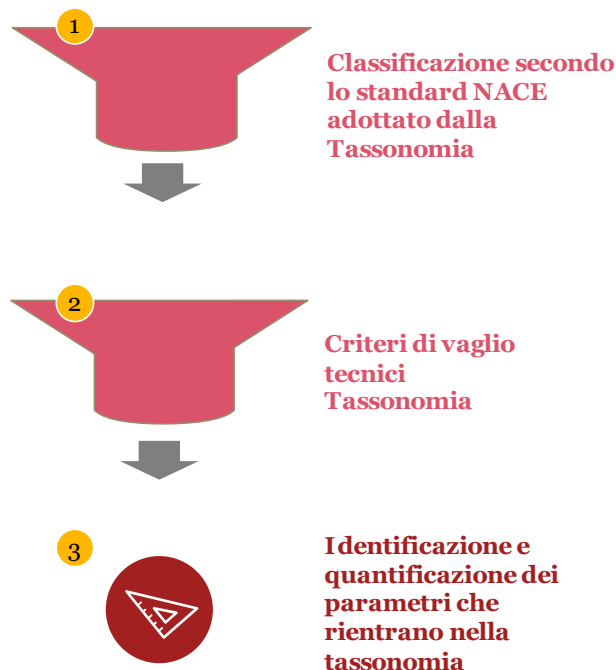 1
Classificazione secondo
lo standard NACE
adottato dalla
Tassonomia
2
Criteri di vaglio
tecnici
Tassonomia
3
Identificazione e
quantificazione dei
parametri che
rientrano nella
tassonomia